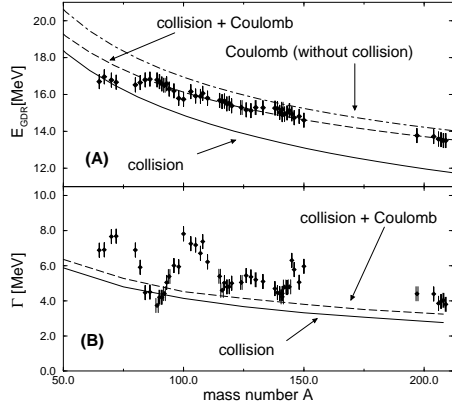 20.0
18.0
16.0
14.0
12.0
E_GDR [MeV]
collision + Coulomb
Coulomb (without collision)
collision
(A)
10.0
8.0
6.0
4.0
2.0
0.0
Γ [MeV]
collision + Coulomb
collision
(B)
50.0 100.0 150.0 200.0
mass number A